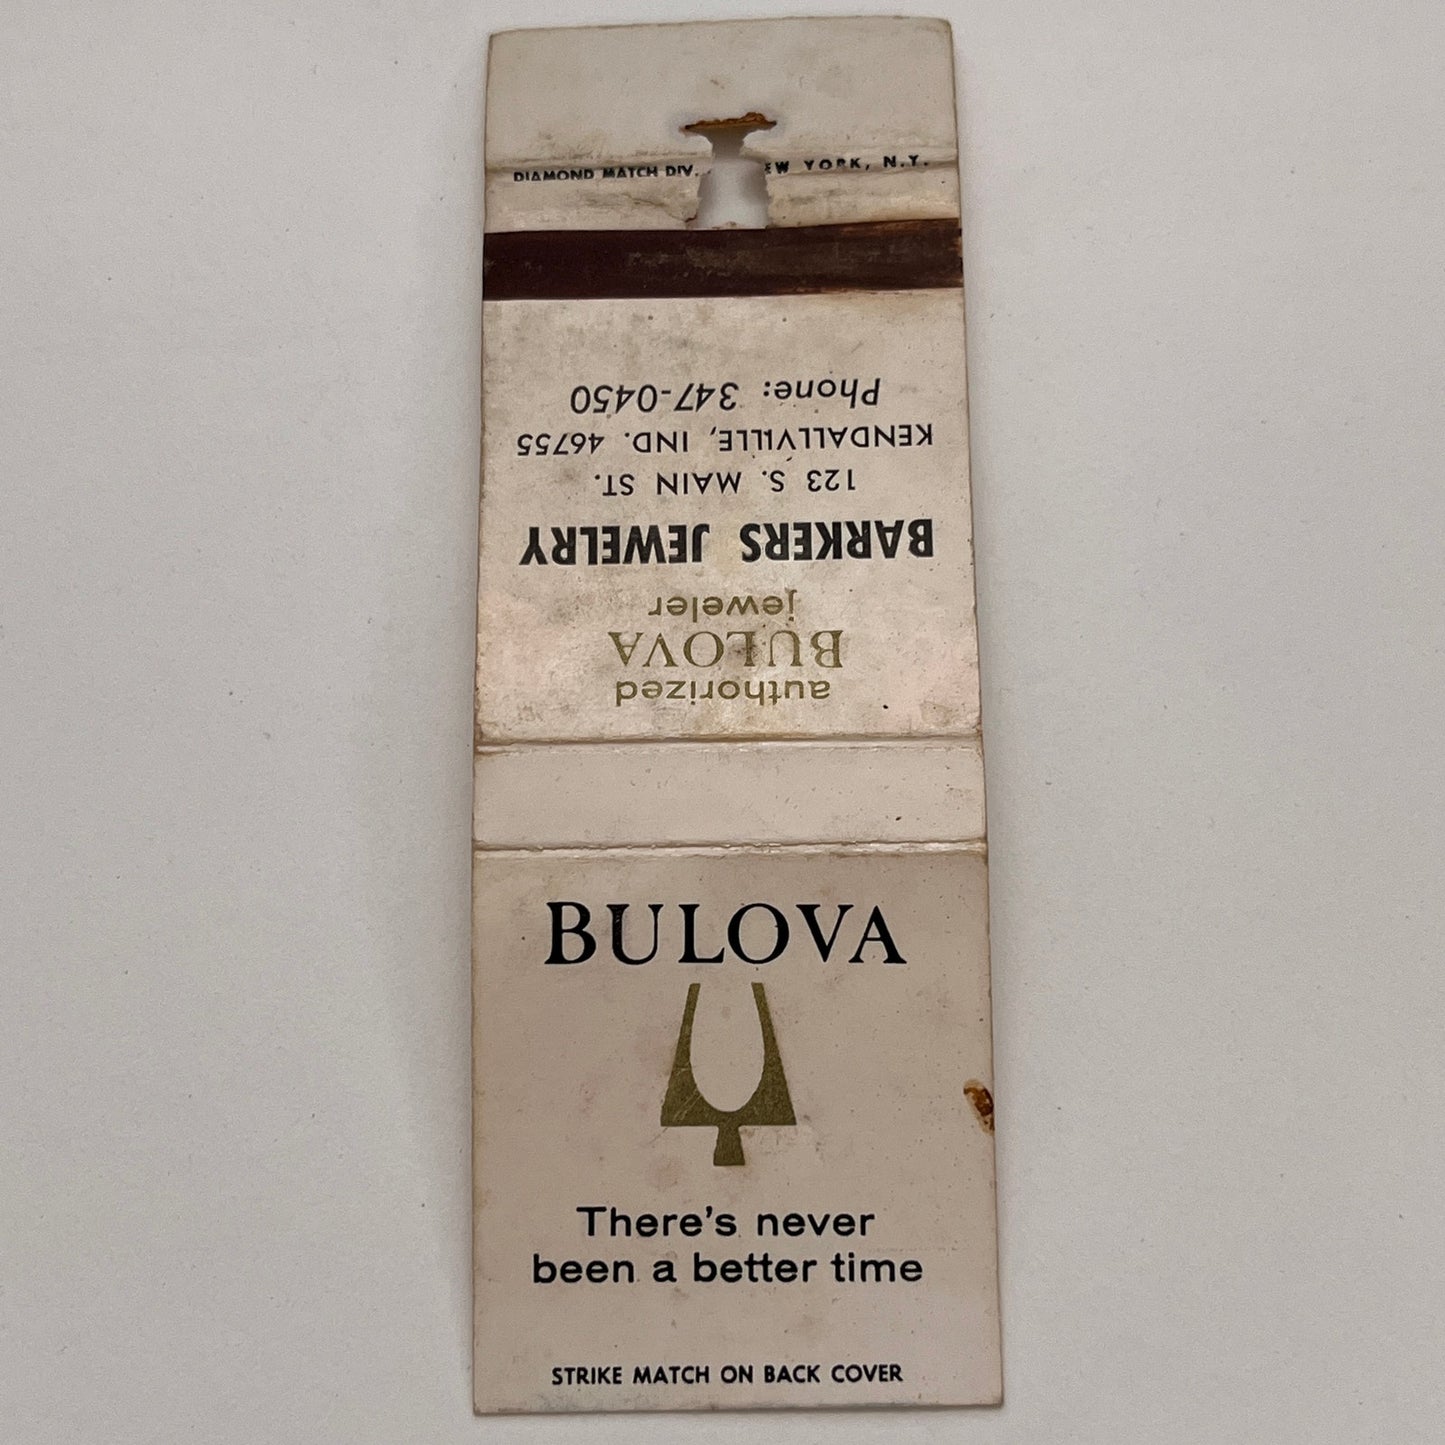 DIAMOND MATCH DIV. YORK, N.Y.
authorized
BULOVA
jeweler
BARKERS JEWELRY
123 S. MAIN ST.
KENDALLVILLE, IND. 46755
Phone: 347-0450
BULOVA
There's never
been a better time
STRIKE MATCH ON BACK COVER